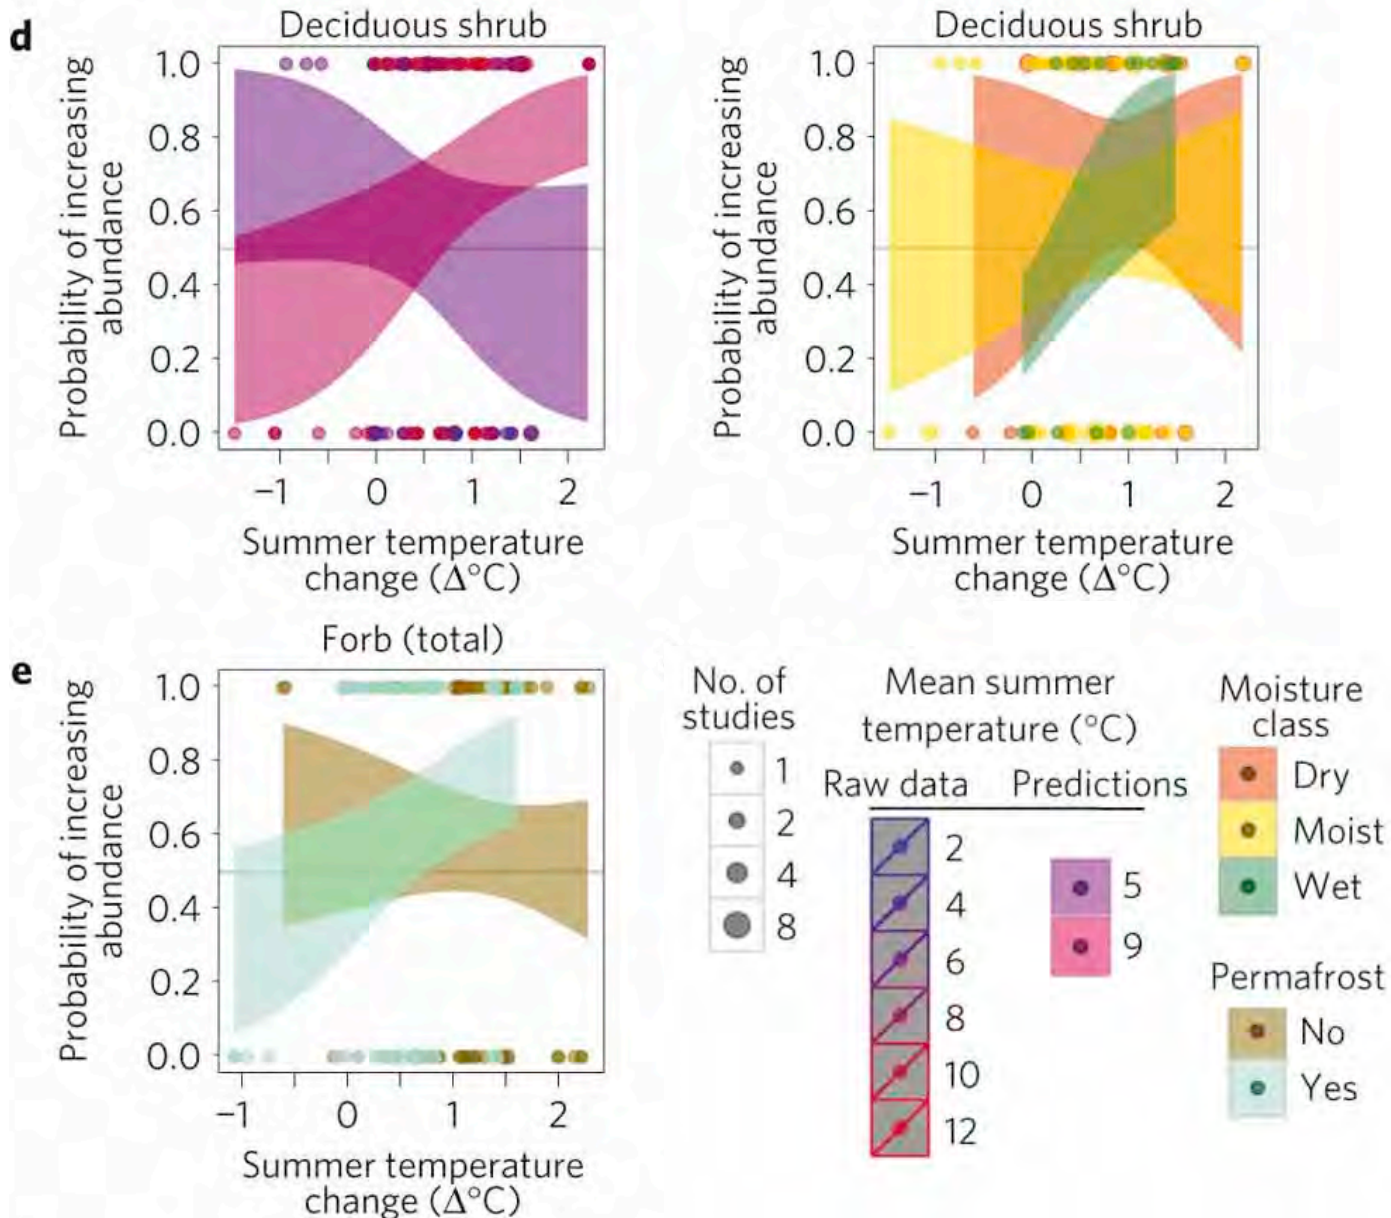 d
Deciduous shrub
Probability of increasing
abundance
1.0
0.8
0.6
0.4
0.2
0.0
−1 0 1 2
Summer temperature
change (Δ°C)
Deciduous shrub
Probability of increasing
abundance
1.0
0.8
0.6
0.4
0.2
0.0
−1 0 1 2
Summer temperature
change (Δ°C)
e
Forb (total)
Probability of increasing
abundance
1.0
0.8
0.6
0.4
0.2
0.0
−1 0 1 2
Summer temperature
change (Δ°C)
No. of
studies
1
2
4
8
Mean summer
temperature (°C)
Raw data Predictions
2
4
6
8
10
12
5
9
Moisture
class
Dry
Moist
Wet
Permafrost
No
Yes